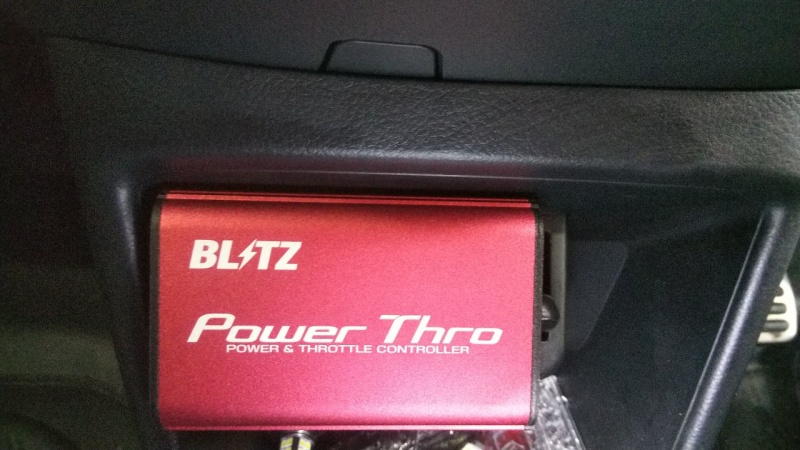 BLITZ
Power Thro
POWER & THROTTLE CONTROLLER